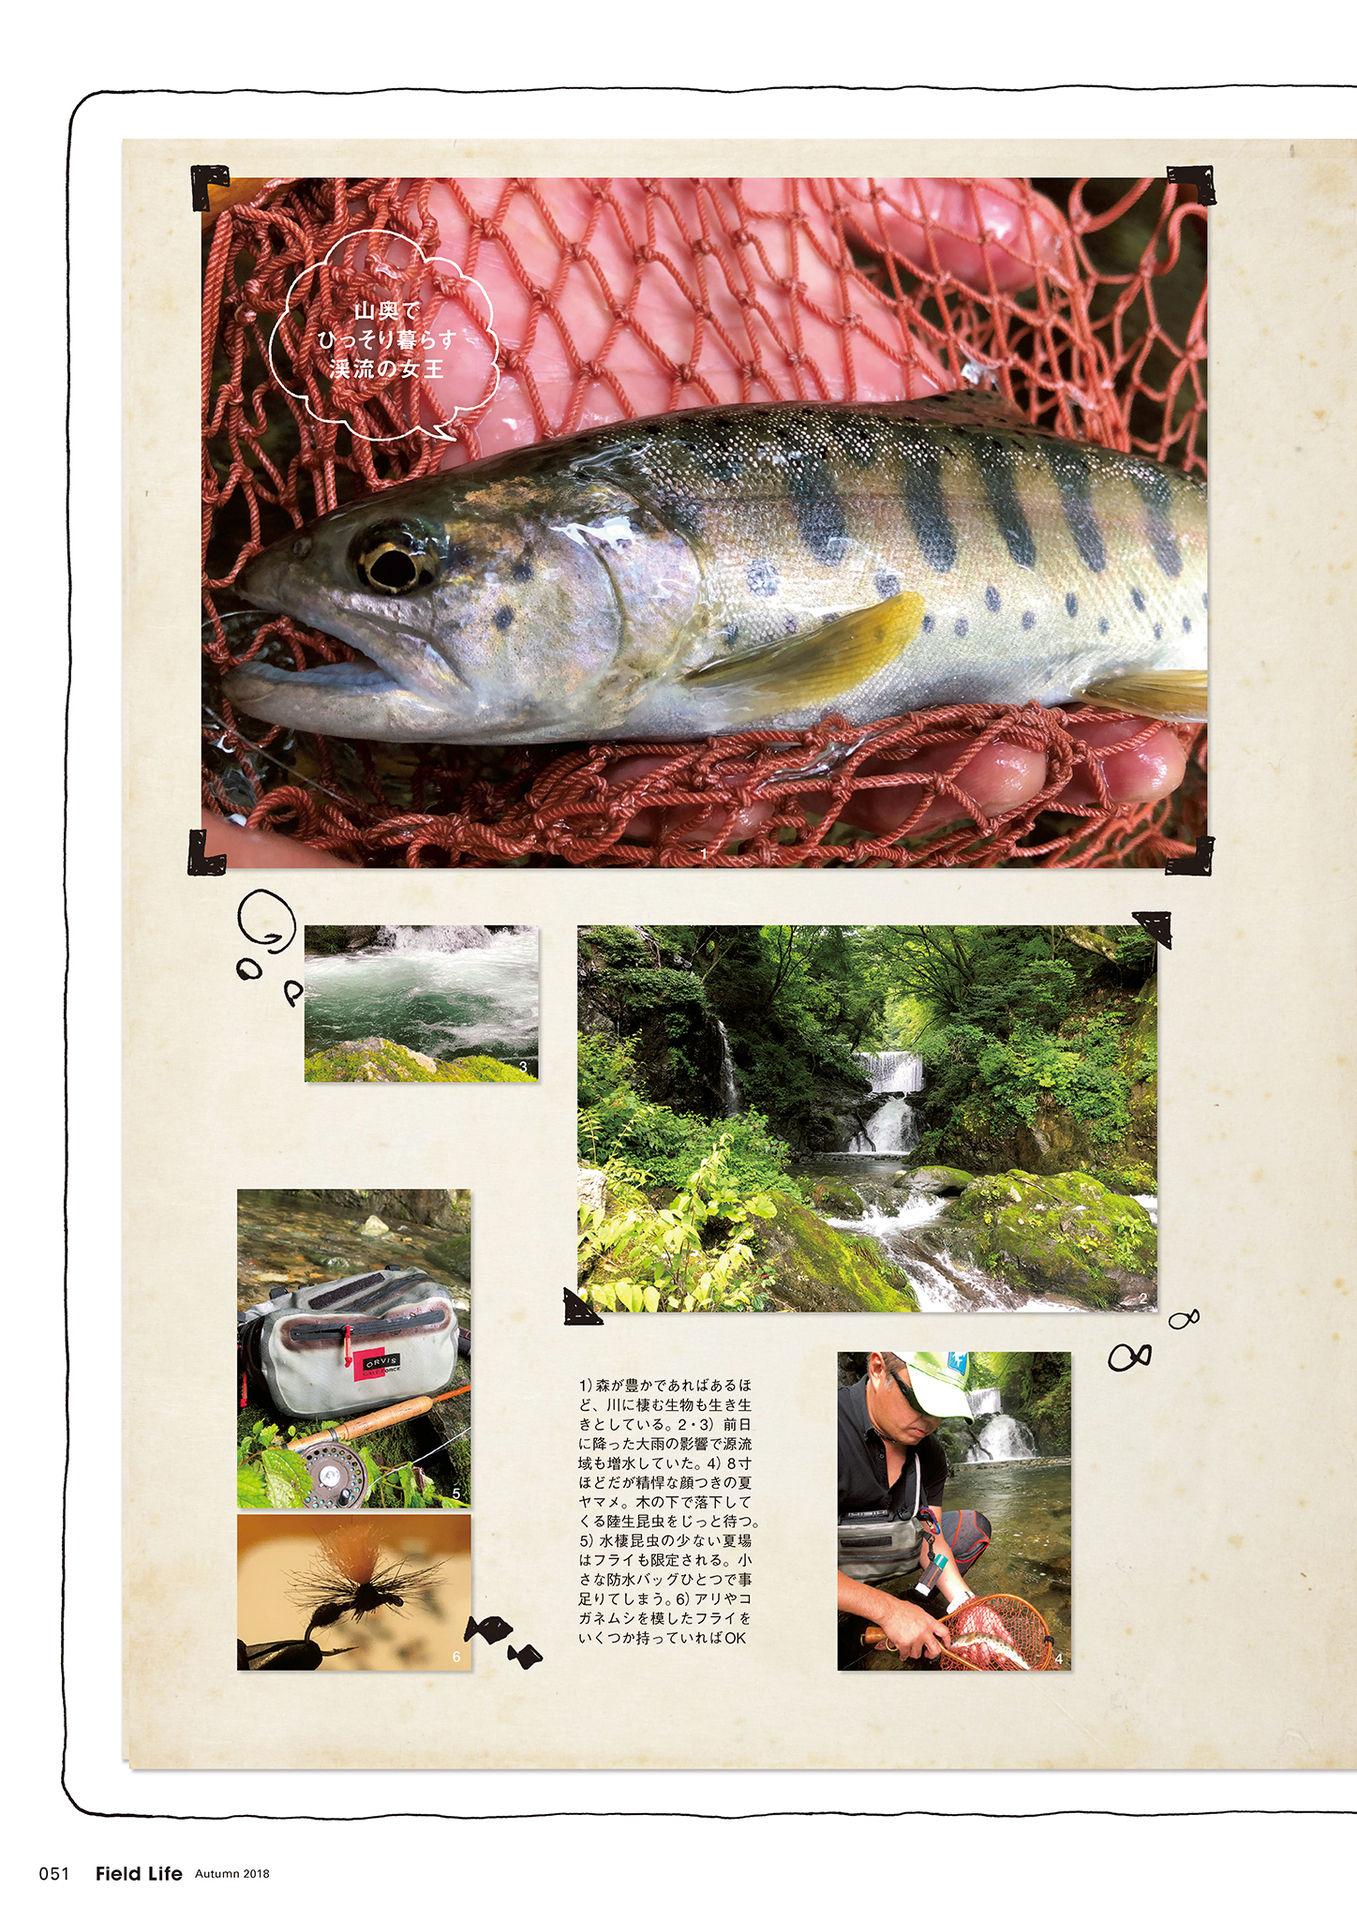 山奥で
ひっそり暮らす
渓流の女王
1
3
2
ORVIS
5
6
1）森が豊かであればあるほ
ど、川に棲む生物も生き生
きとしている。2・3）前日
に降った大雨の影響で源流
域も増水していた。4）8寸
ほどだが精悍な顔つきの夏
ヤマメ。木の下で落下して
くる陸生昆虫をじっと待つ。
5）水棲昆虫の少ない夏場
はフライも限定される。小
さな防水バッグひとつで事
足りてしまう。6）アリやコ
ガネムシを模したフライを
いくつか持っていればOK
4
051 Field Life Autumn 2018